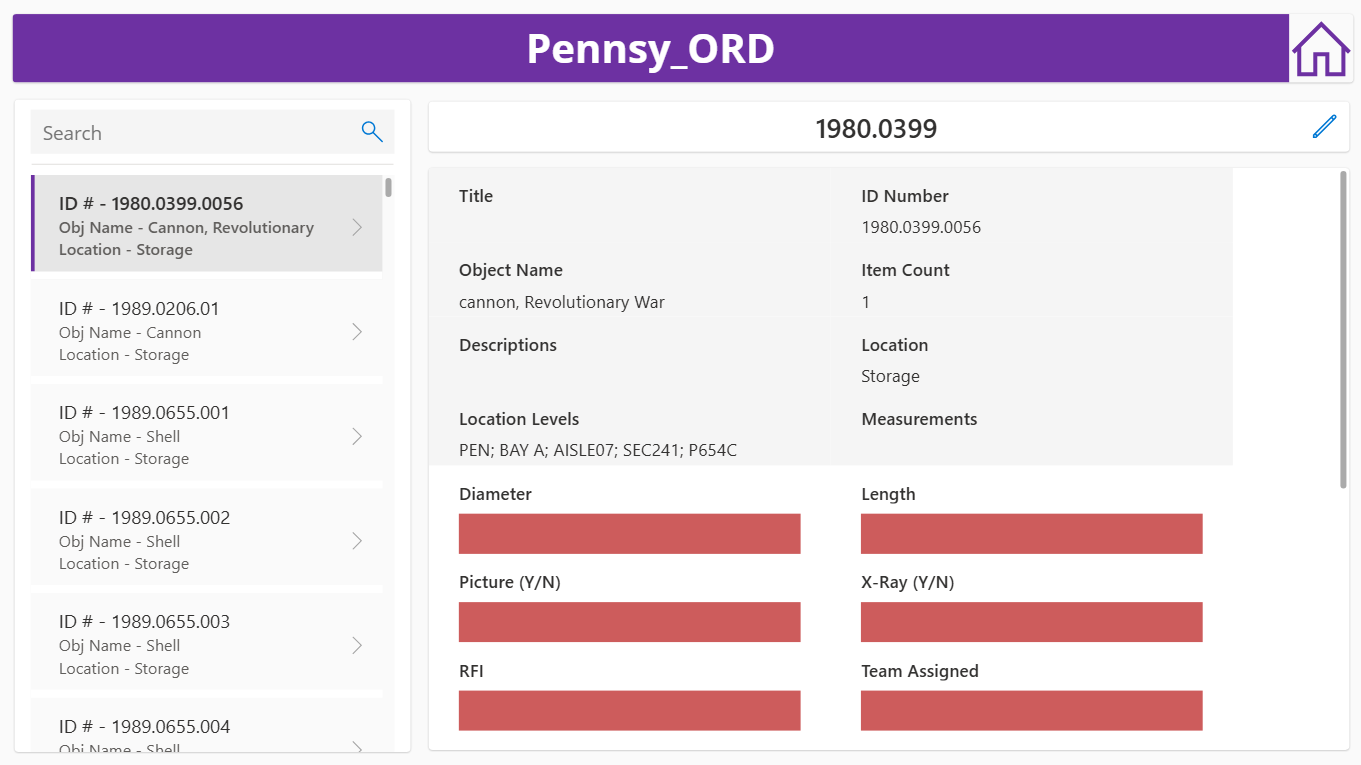 Pennsy_ORD
Search
ID # - 1980.0399.0056
Obj Name - Cannon, Revolutionary
Location - Storage
ID # - 1989.0206.01
Obj Name - Cannon
Location - Storage
ID # - 1989.0655.001
Obj Name - Shell
Location - Storage
ID # - 1989.0655.002
Obj Name - Shell
Location - Storage
ID # - 1989.0655.003
Obj Name - Shell
Location - Storage
ID # - 1989.0655.004
Obj Name - Shell
1980.0399
Title
ID Number
1980.0399.0056
Object Name
Item Count
cannon, Revolutionary War
1
Descriptions
Location
Storage
Location Levels
Measurements
PEN; BAY A; AISLE07; SEC241; P654C
Diameter
Length
Picture (Y/N)
X-Ray (Y/N)
RFI
Team Assigned